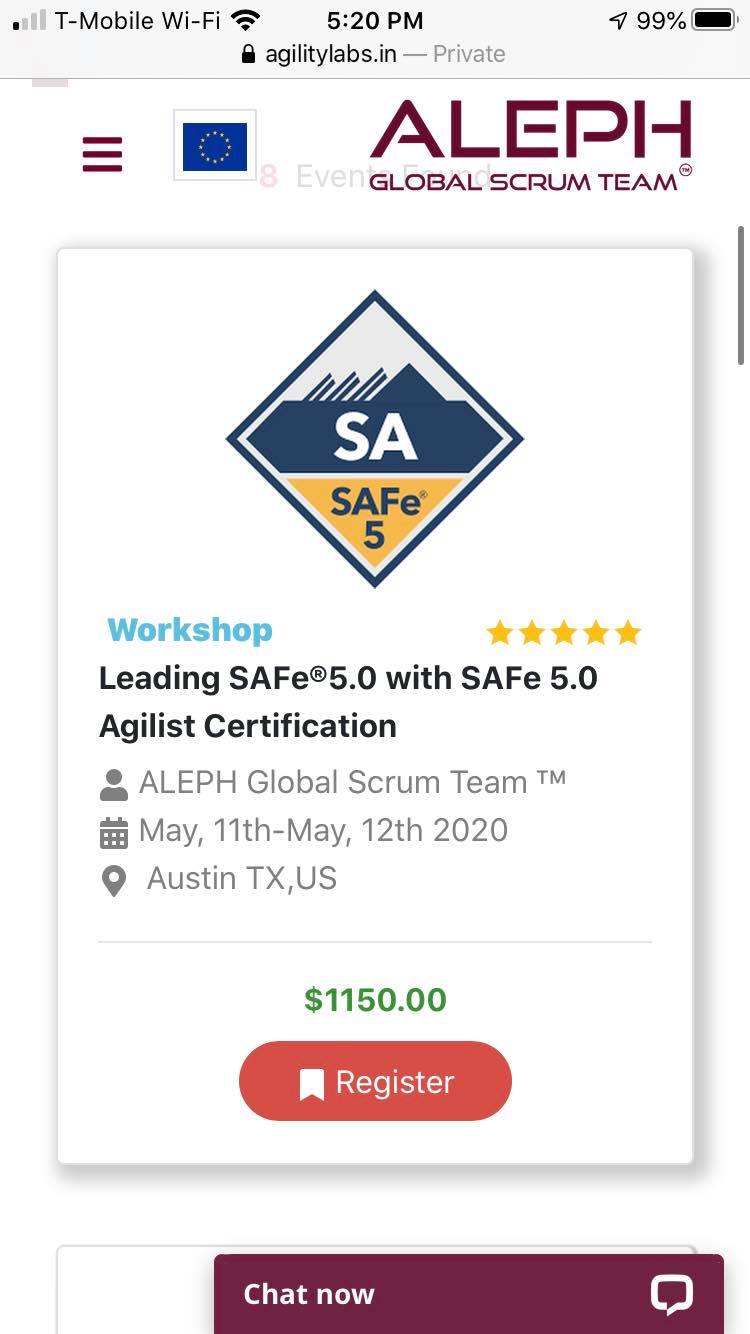 T-Mobile Wi-Fi 5:20 PM 99%
agilitylabs.in — Private
ALEPH
8 Events Found
GLOBAL SCRUM TEAM™
SA
SAFe®
5
Workshop
Leading SAFe®5.0 with SAFe 5.0
Agilist Certification
ALEPH Global Scrum Team ™
May, 11th-May, 12th 2020
Austin TX,US
$1150.00
Register
Chat now